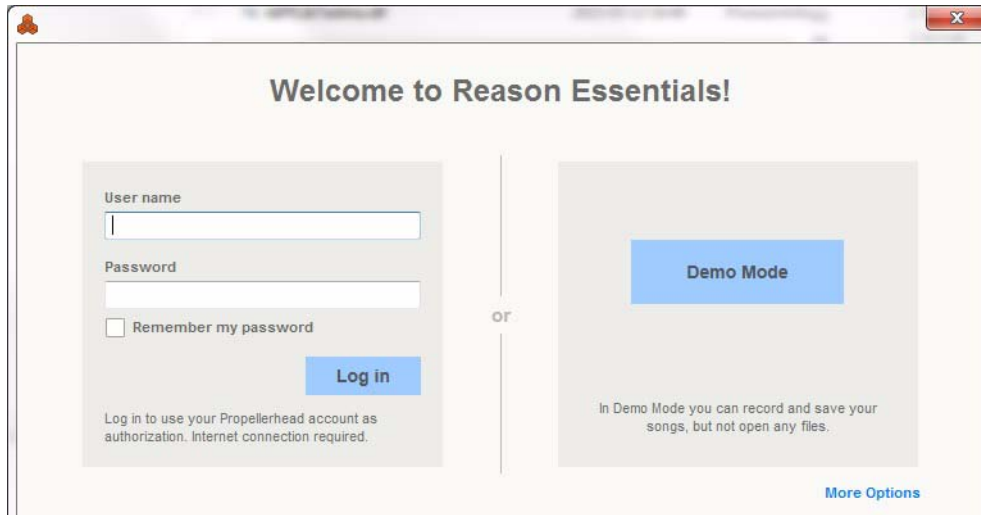 Welcome to Reason Essentials!
User name
Password
Remember my password
Log in
Log in to use your Propellerhead account as
authorization. Internet connection required.
or
Demo Mode
In Demo Mode you can record and save your
songs, but not open any files.
More Options